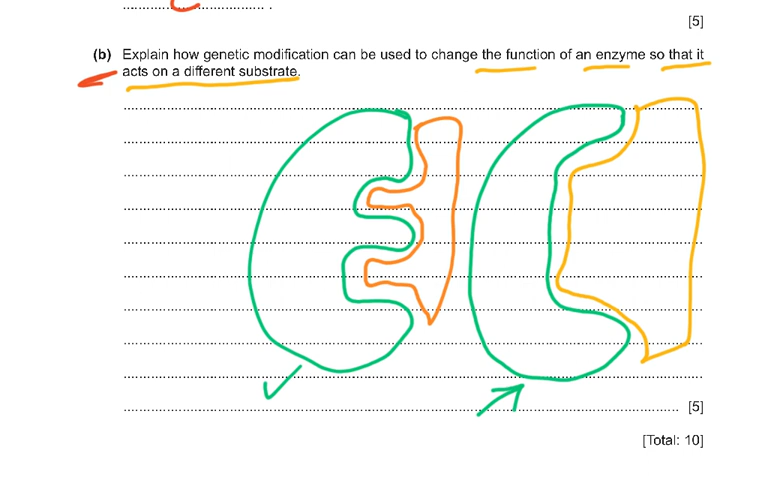 [5]
(b) Explain how genetic modification can be used to change the function of an enzyme so that it
acts on a different substrate.
[5]
[Total: 10]